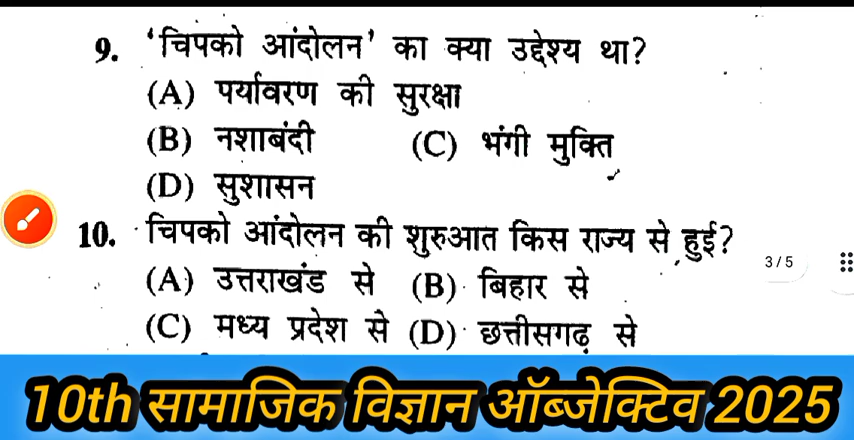 9. ‘चिपको आंदोलन’ का क्या उद्देश्य था?
(A) पर्यावरण की सुरक्षा
(B) नशाबंदी (C) भंगी मुक्ति
(D) सुशासन
10. चिपको आंदोलन की शुरुआत किस राज्य से हुई?
3/5
(A) उत्तराखंड से (B) बिहार से
(C) मध्य प्रदेश से (D) छत्तीसगढ़ से
10th सामाजिक विज्ञान ऑब्जेक्टिव 2025